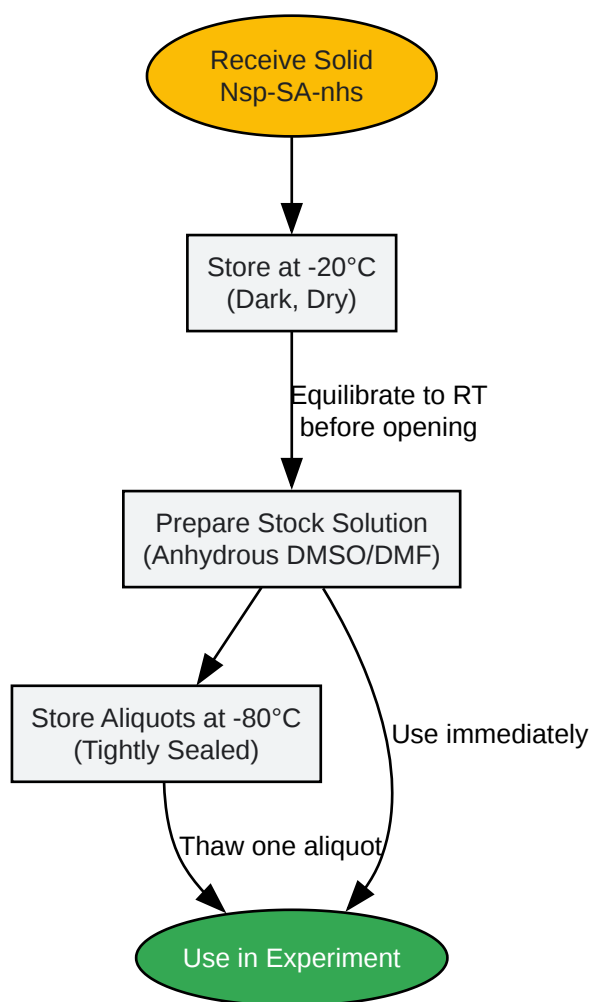 Receive Solid
Nsp-SA-nhs
Store at -20°C
(Dark, Dry)
Equilibrate to RT
before opening
Prepare Stock Solution
(Anhydrous DMSO/DMF)
Store Aliquots at -80°C
(Tightly Sealed)
Use immediately
Thaw one aliquot
Use in Experiment